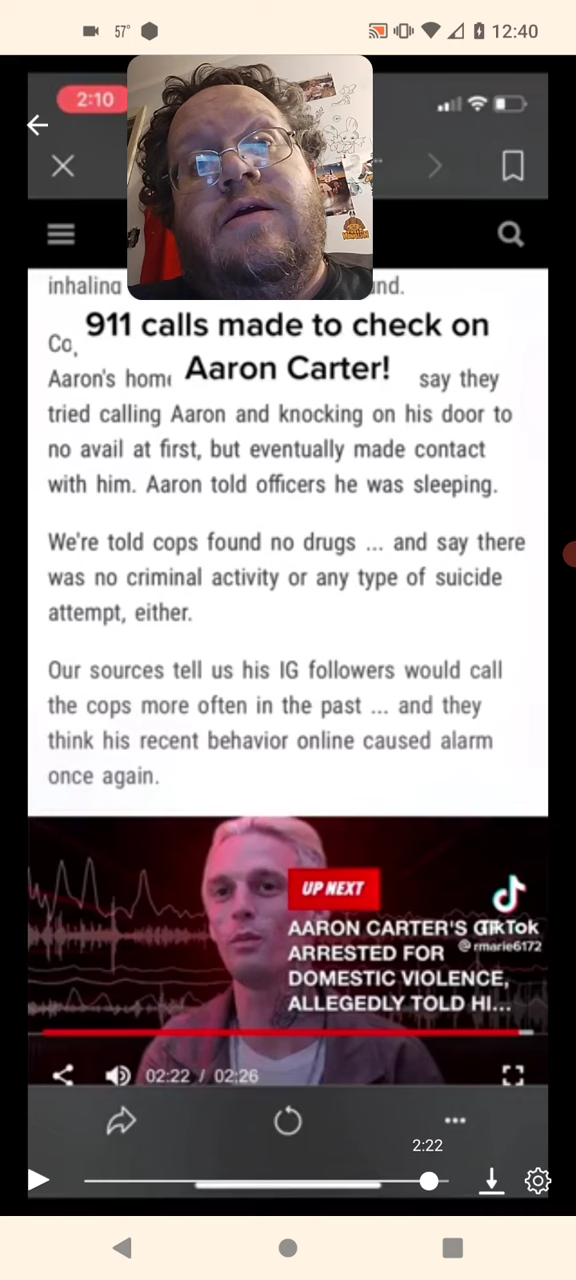 57°
12:40
2:10
inhaling
und.
911 calls made to check on
Aaron Carter!
Co
Aaron's home say they
tried calling Aaron and knocking on his door to
no avail at first, but eventually made contact
with him. Aaron told officers he was sleeping.
We're told cops found no drugs ... and say there
was no criminal activity or any type of suicide
attempt, either.
Our sources tell us his IG followers would call
the cops more often in the past ... and they
think his recent behavior online caused alarm
once again.
UP NEXT
AARON CARTER'S
TikTok
ARRESTED FOR
@rmarie6172
DOMESTIC VIOLENCE,
ALLEGEDLY TOLD HI...
02:22 / 02:26
2:22